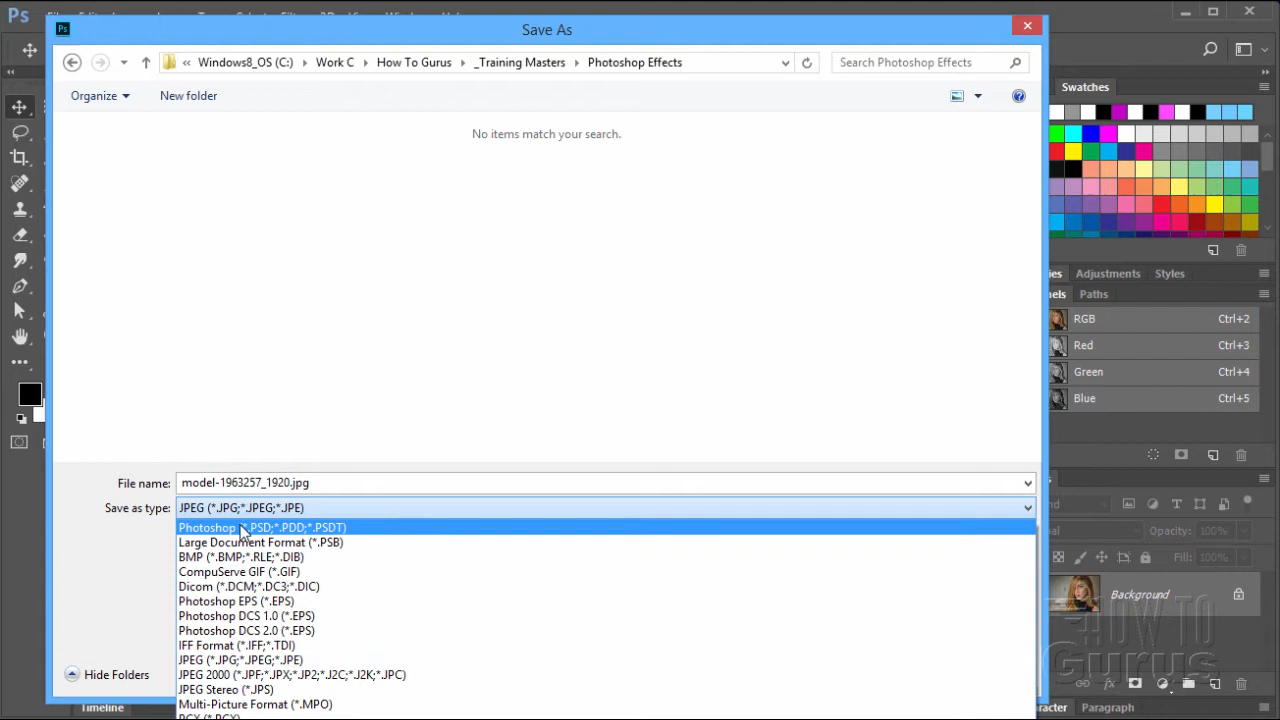 Ps
Ps
Save As
Windows8_OS (C:)
Work C
How To Gurus
_Training Masters
Photoshop Effects
Search Photoshop Effects
Organize
New folder
No items match your search.
Swatches
Adjustments
Styles
Paths
RGB
Ctrl+2
Red
Ctrl+3
Green
Ctrl+4
Blue
Ctrl+5
File name:
model-1963257_1920.jpg
Save as type:
JPEG (*.JPG;*.JPEG;*.JPE)
Photoshop (*.PSD;*.PDD;*.PSDT)
Large Document Format (*.PSB)
BMP (*.BMP;*.RLE;*.DIB)
CompuServe GIF (*.GIF)
Dicom (*.DCM;*.DC3;*.DIC)
Photoshop EPS (*.EPS)
Photoshop DCS 1.0 (*.EPS)
Photoshop DCS 2.0 (*.EPS)
IFF Format (*.IFF;*.TDI)
JPEG (*.JPG;*.JPEG;*.JPE)
JPEG 2000 (*.JPF;*.JPX;*.JP2;*.J2C;*.J2K;*.JPC)
JPEG Stereo (*.JPS)
Multi-Picture Format (*.MPO)
PCX (*.PCX)
Hide Folders
Opacity: 100%
Fill: 100%
Background
HOW TO
Gurus
Timeline
Paragraph